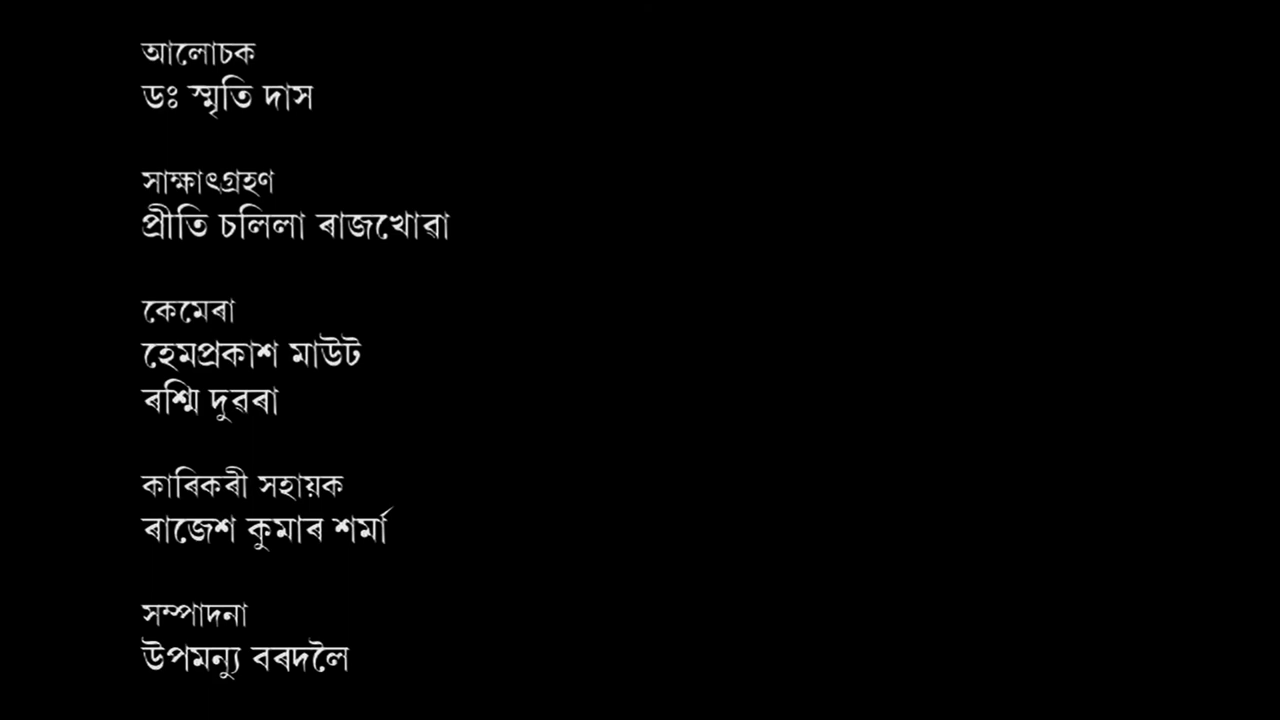 আলোচক
ডঃ স্মৃতি দাস
সাক্ষাৎগ্ৰহণ
প্ৰীতি চলিলা ৰাজখোৱা
কেমেৰা
হেমপ্ৰকাশ মাউট
ৰশ্মি দুৱৰা
কাৰিকৰী সহায়ক
ৰাজেশ কুমাৰ শৰ্মা
সম্পাদনা
উপমন্যু বৰদলৈ